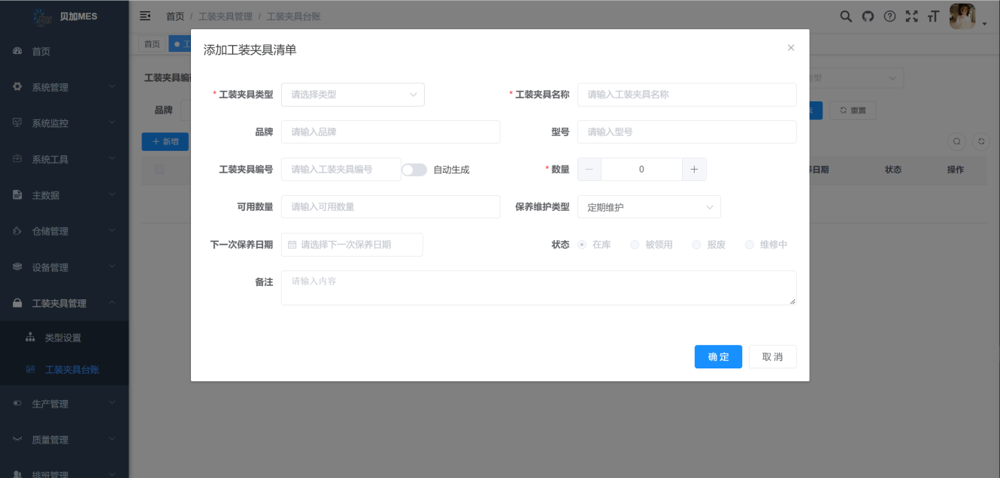 贝加MES
首页 / 工装夹具管理 / 工装夹具台账
首页
系统管理
系统监控
系统工具
主数据
仓储管理
设备管理
工装夹具管理
类型设置
工装夹具台账
生产管理
质量管理
排班管理
首页 工
工装夹具编
类型
品牌
重置
新增
日期 状态 操作
添加工装夹具清单
* 工装夹具类型 请选择类型
* 工装夹具名称 请输入工装夹具名称
品牌 请输入品牌
型号 请输入型号
工装夹具编号 请输入工装夹具编号 自动生成
* 数量 0
可用数量 请输入可用数量
保养维护类型 定期维护
下一次保养日期 请选择下一次保养日期
状态 在库 被领用 报废 维修中
备注 请输入内容
确 定 取 消